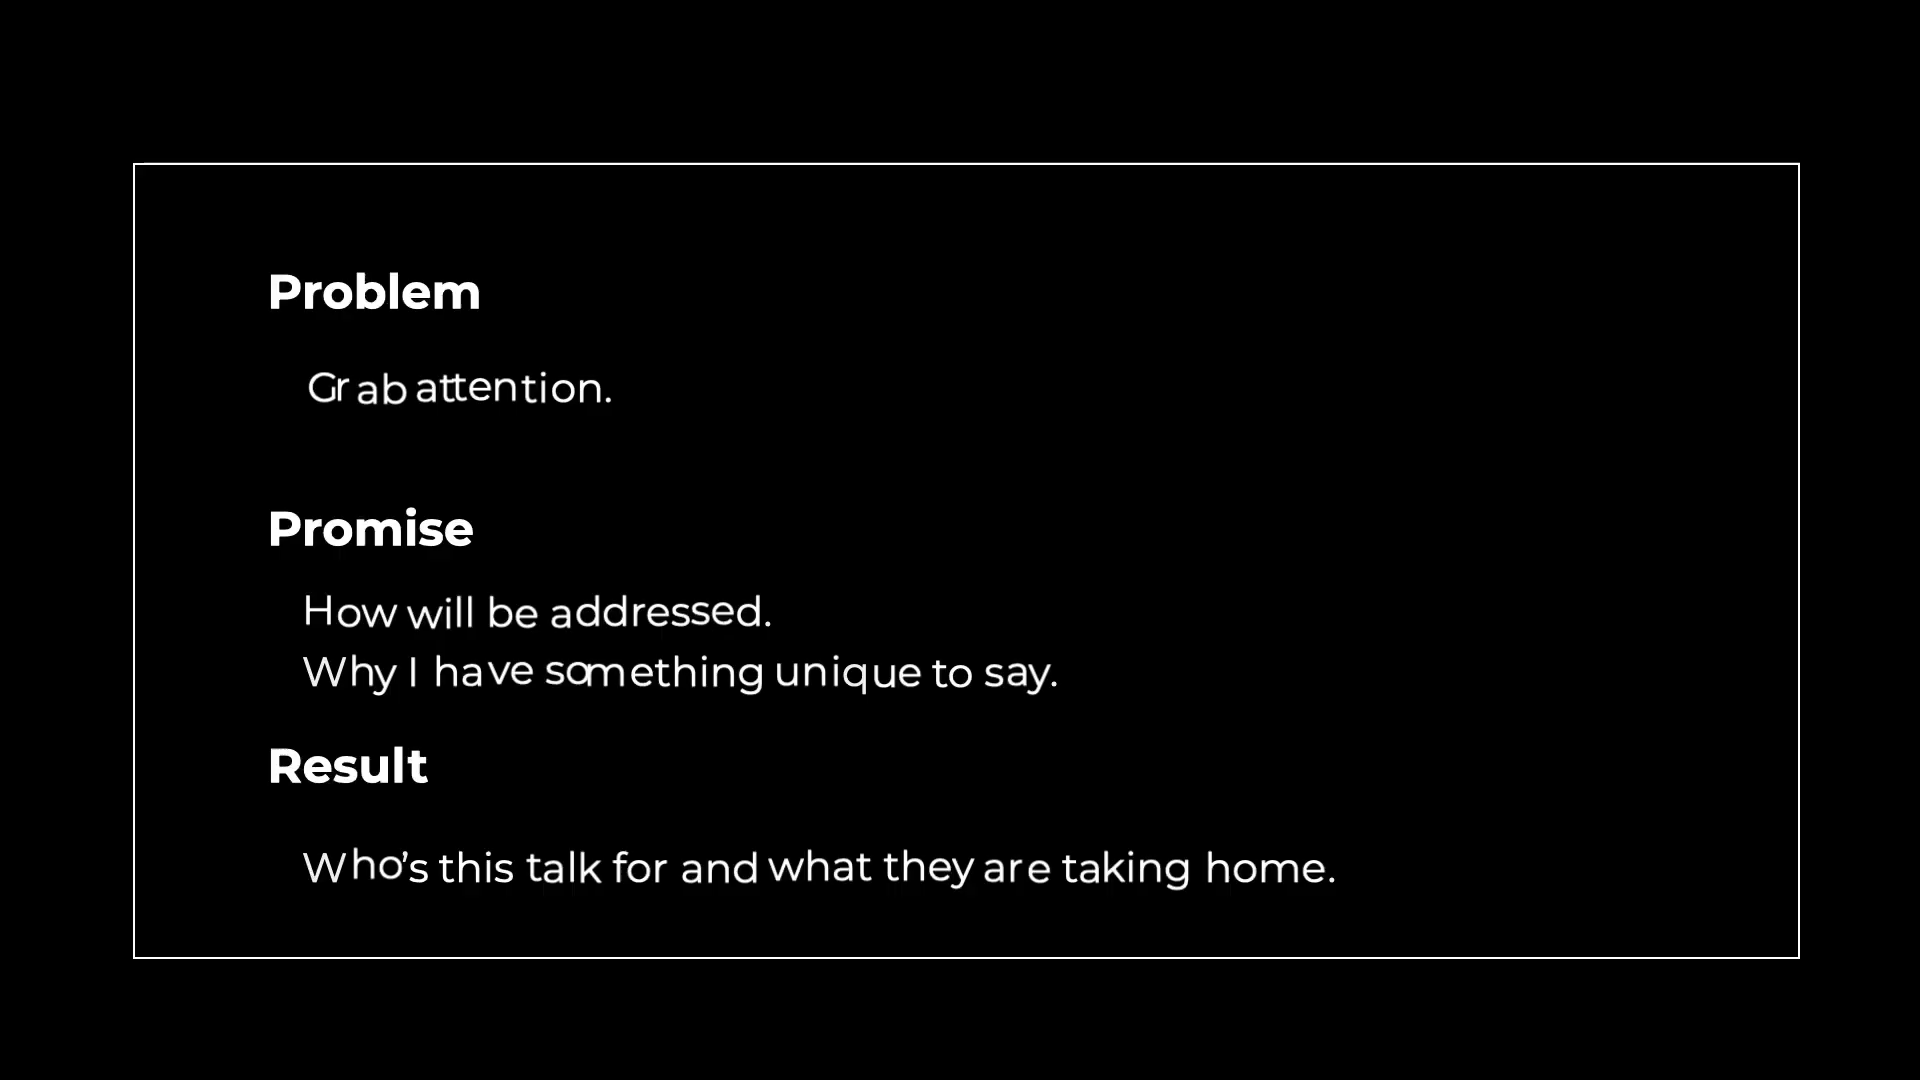 Problem
Grab attention.
Promise
How will be addressed.
Why I have something unique to say.
Result
Who’s this talk for and what they are taking home.